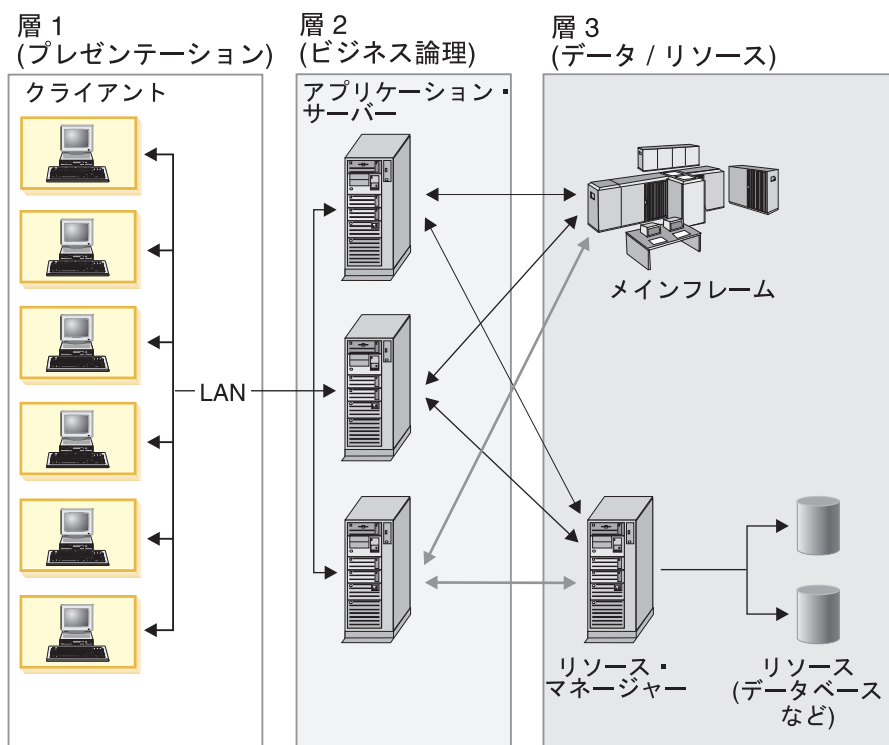 層 1
(プレゼンテーション)
層 2
(ビジネス論理)
層 3
(データ / リソース)
クライアント
アプリケーション・
サーバー
メインフレーム
LAN
リソース・
マネージャー
リソース
(データベース
など)